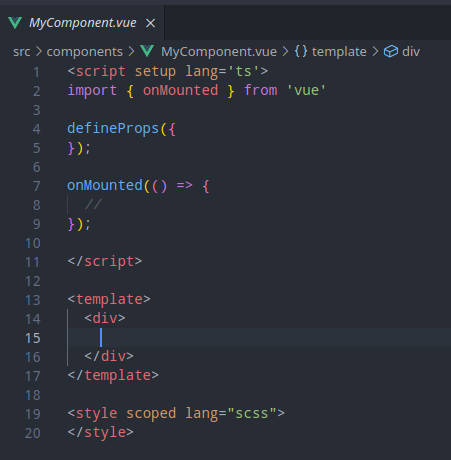 MyComponent.vue ×
src > components > MyComponent.vue > {} template > div
1 <script setup lang='ts'>
2 import { onMounted } from 'vue'
3
4 defineProps({
5 });
6
7 onMounted(() => {
8   //
9 });
10
11 </script>
12
13 <template>
14   <div>
15
16   </div>
17 </template>
18
19 <style scoped lang="scss">
20 </style>